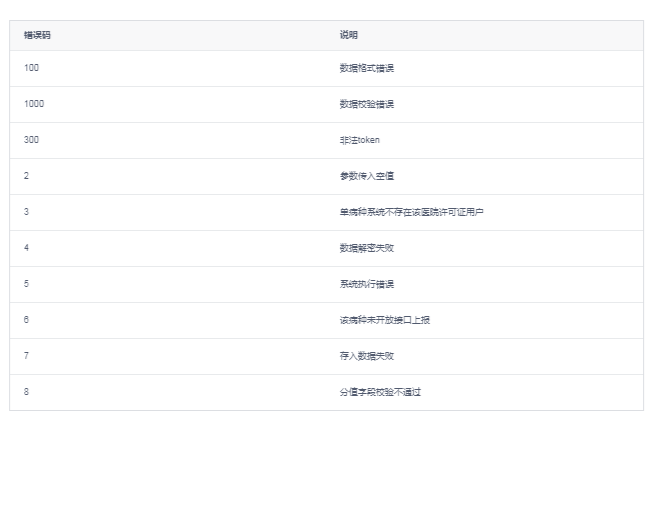 错误码 说明
100 数据格式错误
1000 数据校验错误
300 非法token
2 参数传入空值
3 单病种系统不存在该医院许可证用户
4 数据解密失败
5 系统执行错误
6 该病种未开放接口上报
7 存入数据失败
8 分值字段校验不通过